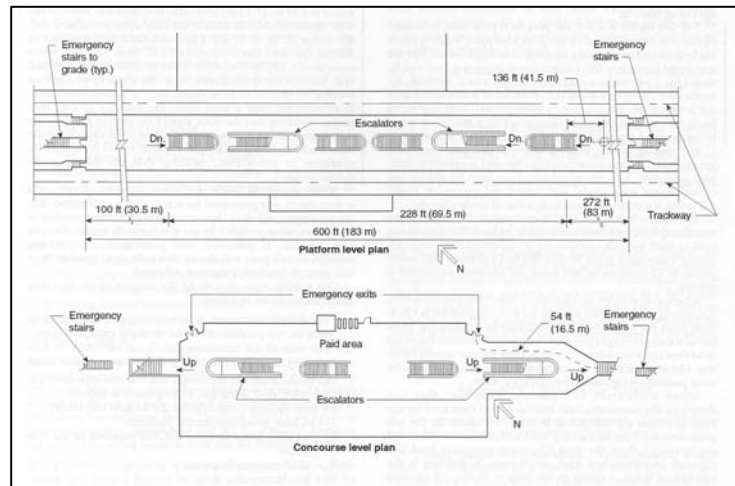 Emergency
stairs to
grade (typ.)
Emergency
stairs
136 ft (41.5 m)
Escalators
Dn.
Dn.
Dn.
100 ft (30.5 m)
228 ft (69.5 m)
272 ft
(83 m)
Trackway
600 ft (183 m)
Platform level plan
N
Emergency exits
Emergency
stairs
54 ft
(16.5 m)
Emergency
stairs
Paid area
Up
Up
Up
Escalators
N
Concourse level plan